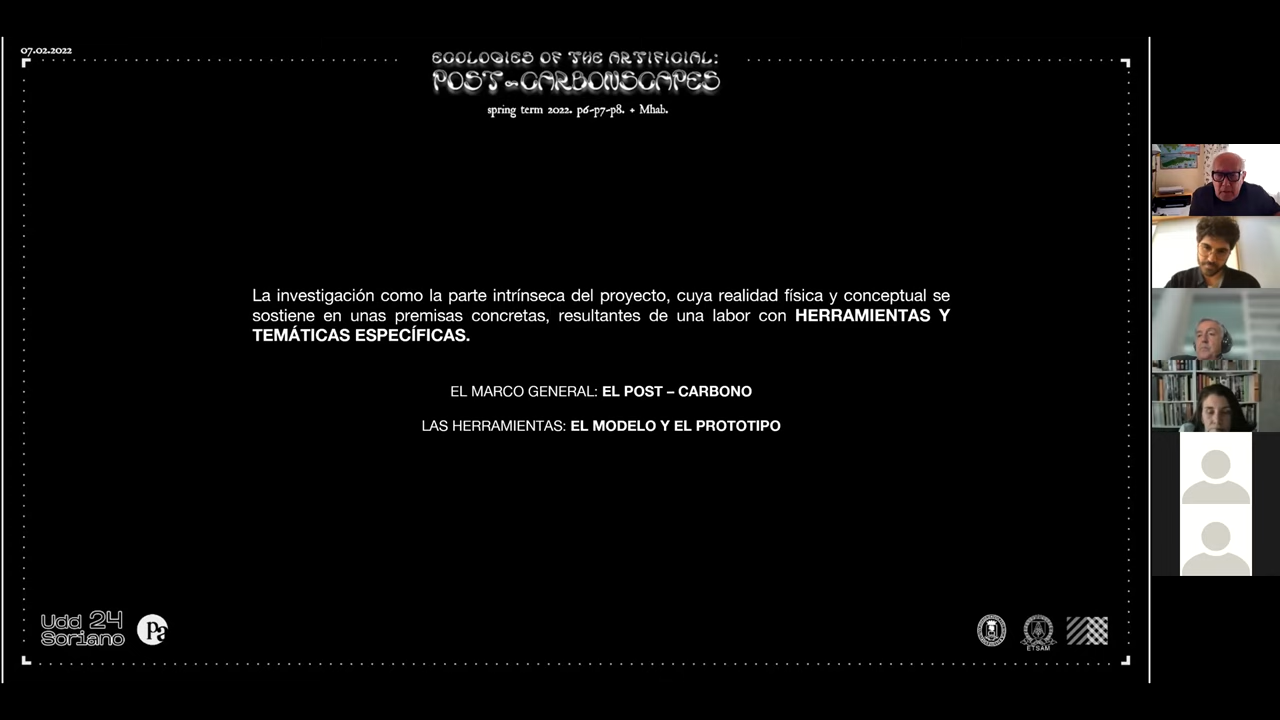 07.02.2022
ECOLOGIES OF THE ARTIFICIAL:
POST-CARBONSCAPES
spring term 2022. p6-p7-p8. + Mhab.
La investigación como la parte intrínseca del proyecto, cuya realidad física y conceptual se
sostiene en unas premisas concretas, resultantes de una labor con HERRAMIENTAS Y
TEMÁTICAS ESPECÍFICAS.
EL MARCO GENERAL: EL POST – CARBONO
LAS HERRAMIENTAS: EL MODELO Y EL PROTOTIPO
Udd 24
Soriano
Pa
ETSAM